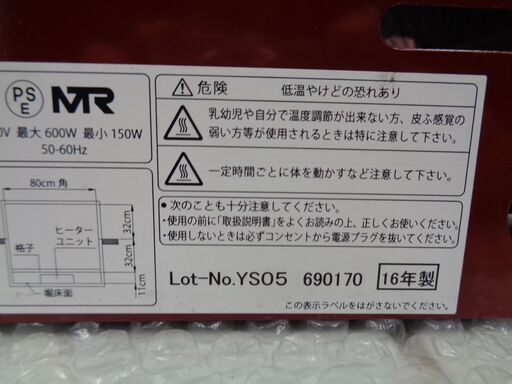 PS
E
MTR
0V 最大 600W 最小 150W
50-60Hz
80cm 角
32cm
ヒーター
ユニット
格子
32cm
堀床面
11cm
危険 低温やけどの恐れあり
乳幼児や自分で温度調節が出来ない方、皮ふ感覚の
弱い方等が使用されるときは特に注意して下さい。
一定時間ごとに体を動かすなど注意して下さい。
● 次のことも十分注意してください。
・使用の前に「取扱説明書」をよくお読みの上、正しくお使いください。
・使用しないときは必ずコンセントから電源プラグを抜いてください。
Lot-No.YS05 690170 16年製
この表示ラベルをはがさないでください。